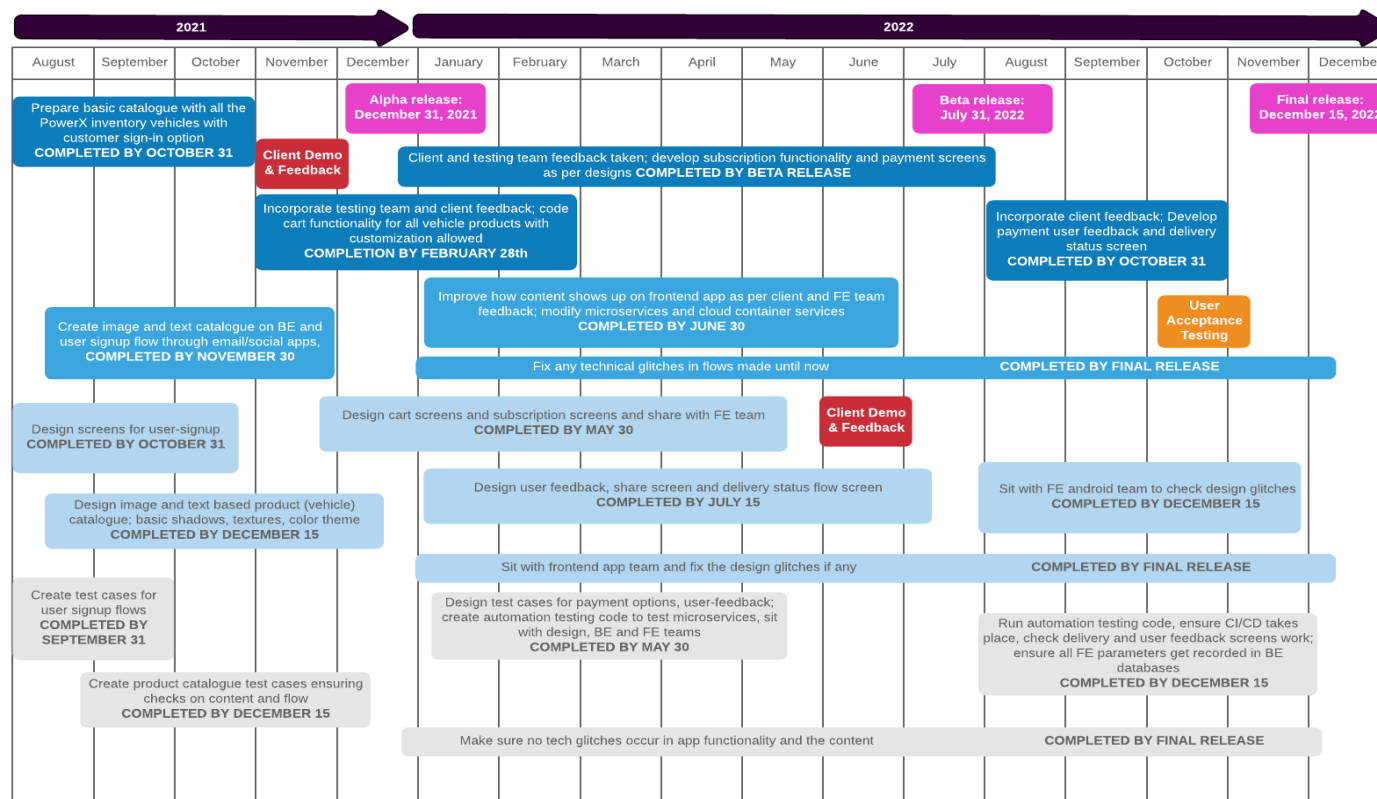 2021
2022
August
September
October
November
December
January
February
March
April
May
June
July
August
September
October
November
December
Prepare basic catalogue with all the
PowerX inventory vehicles with
customer sign-in option
COMPLETED BY OCTOBER 31
Alpha release:
December 31, 2021
Beta release:
July 31, 2022
Final release:
December 15, 2022
Client Demo
& Feedback
Client and testing team feedback taken; develop subscription functionality and payment screens
as per designs COMPLETED BY BETA RELEASE
Incorporate testing team and client feedback; code
cart functionality for all vehicle products with
customization allowed
COMPLETION BY FEBRUARY 28th
Incorporate client feedback; Develop
payment user feedback and delivery
status screen
COMPLETED BY OCTOBER 31
Improve how content shows up on frontend app as per client and FE team
feedback; modify microservices and cloud container services
COMPLETED BY JUNE 30
User
Acceptance
Testing
Create image and text catalogue on BE and
user signup flow through email/social apps,
COMPLETED BY NOVEMBER 30
Fix any technical glitches in flows made until now COMPLETED BY FINAL RELEASE
Design screens for user-signup
COMPLETED BY OCTOBER 31
Design cart screens and subscription screens and share with FE team
COMPLETED BY MAY 30
Client Demo
& Feedback
Design image and text based product (vehicle)
catalogue; basic shadows, textures, color theme
COMPLETED BY DECEMBER 15
Design user feedback, share screen and delivery status flow screen
COMPLETED BY JULY 15
Sit with FE android team to check design glitches
COMPLETED BY DECEMBER 15
Sit with frontend app team and fix the design glitches if any COMPLETED BY FINAL RELEASE
Create test cases for
user signup flows
COMPLETED BY
SEPTEMBER 31
Design test cases for payment options, user-feedback;
create automation testing code to test microservices, sit
with design, BE and FE teams
COMPLETED BY MAY 30
Run automation testing code, ensure CI/CD takes
place, check delivery and user feedback screens work;
ensure all FE parameters get recorded in BE
databases
COMPLETED BY DECEMBER 15
Create product catalogue test cases ensuring
checks on content and flow
COMPLETED BY DECEMBER 15
Make sure no tech glitches occur in app functionality and the content COMPLETED BY FINAL RELEASE